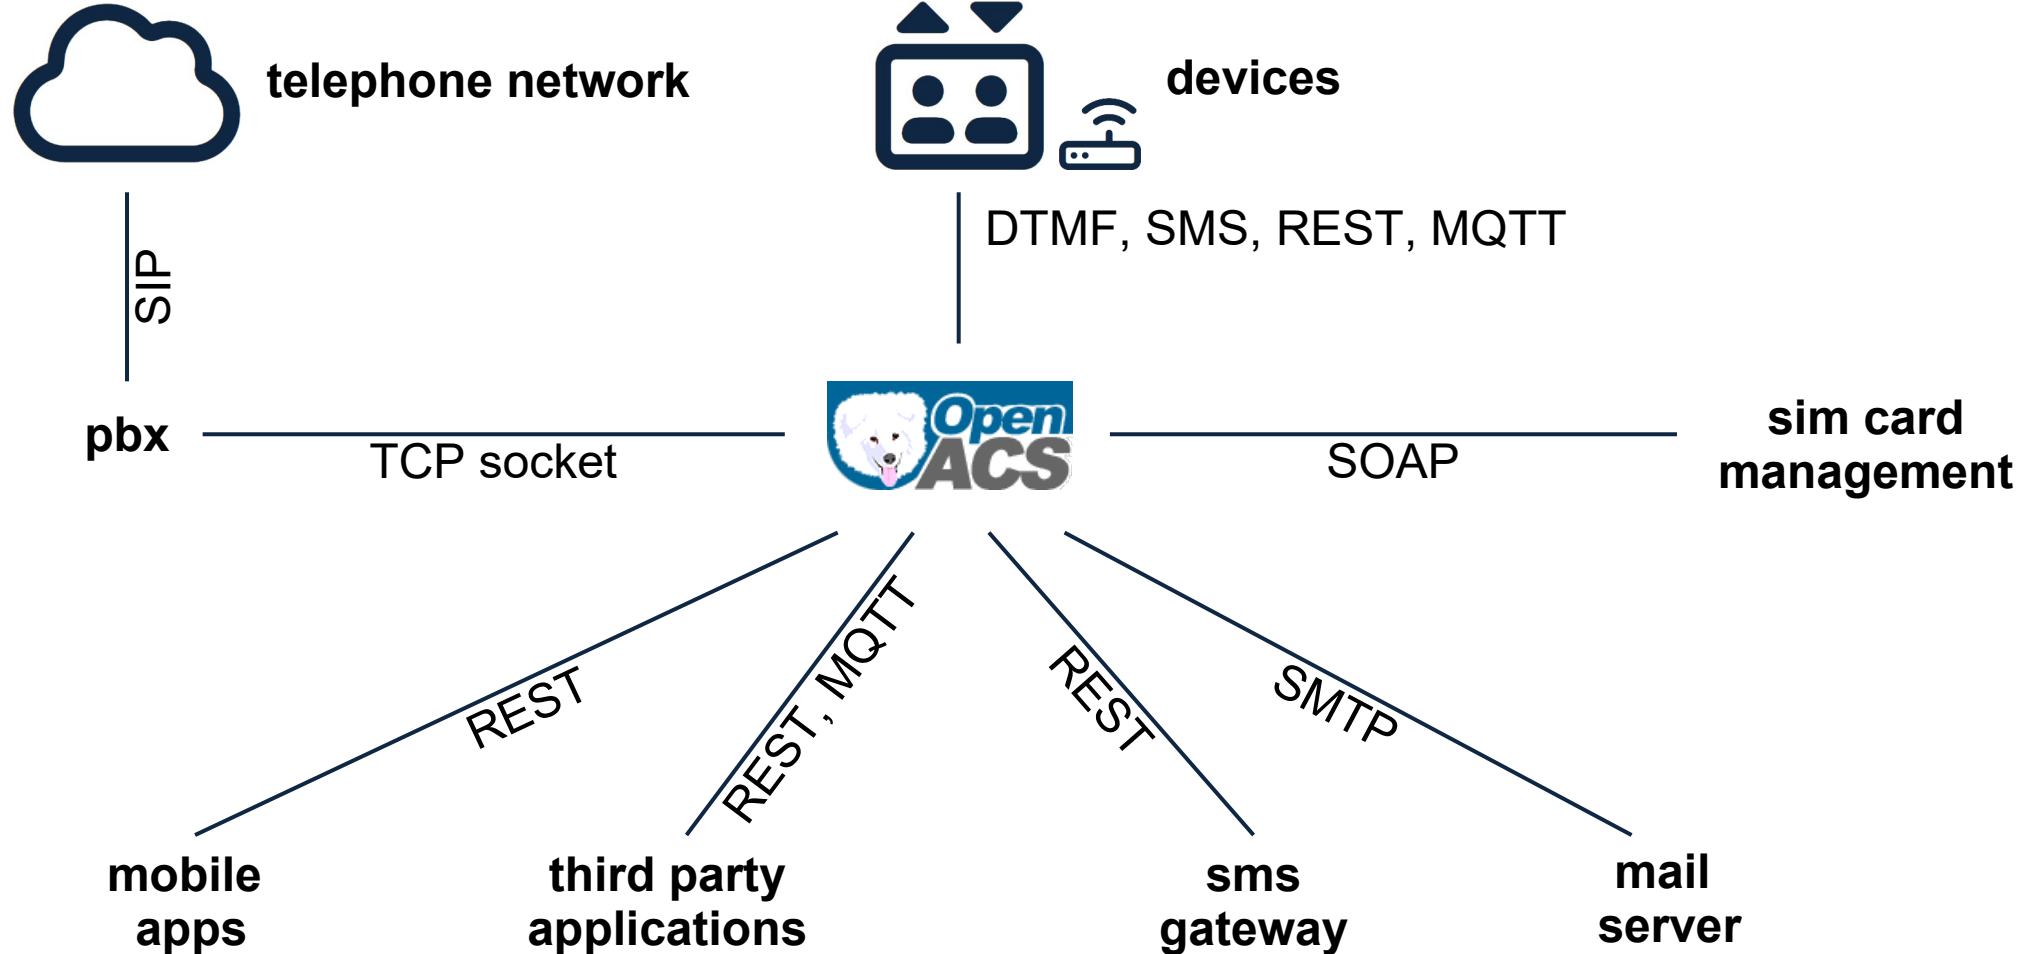 telephone network
devices
DTMF, SMS, REST, MQTT
SIP
Open
ACS
pbx
TCP socket
SOAP
sim card
management
REST
REST, MQTT
REST
SMTP
mobile
apps
third party
applications
sms
gateway
mail
server